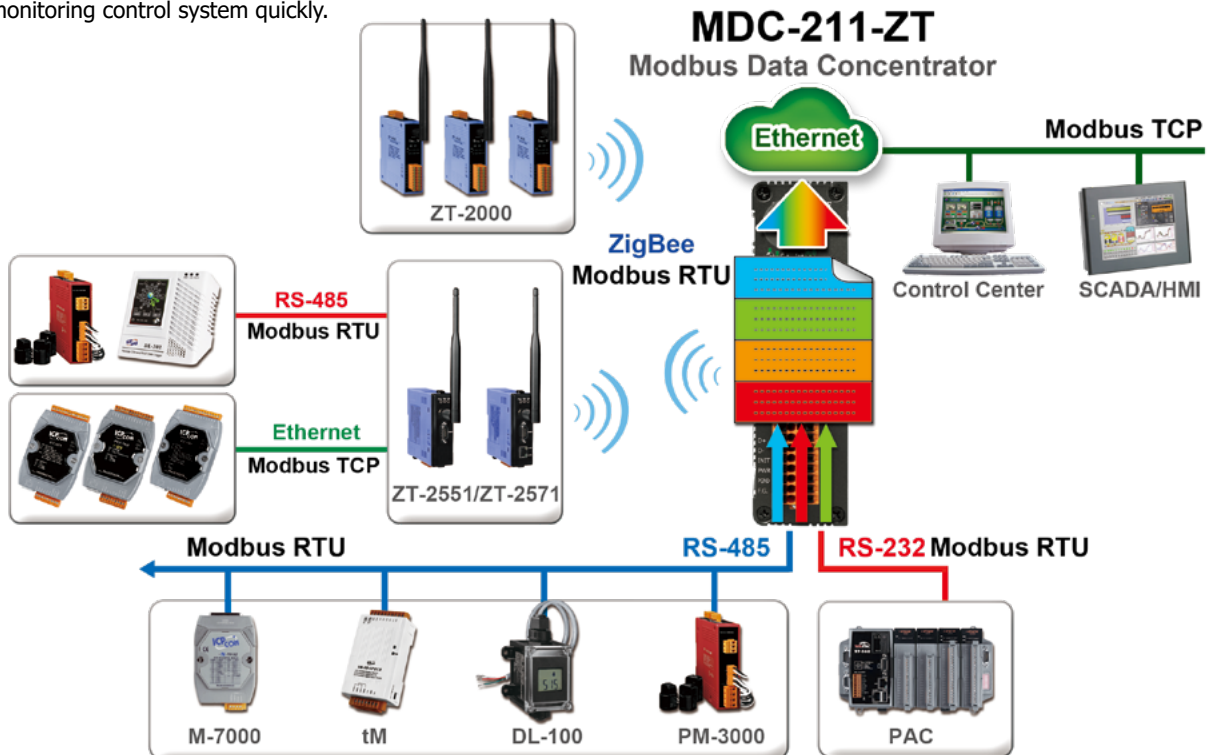 monitoring control system quickly.
MDC-211-ZT
Modbus Data Concentrator
Ethernet
Modbus TCP
Control Center
SCADA/HMI
ZT-2000
ZigBee
Modbus RTU
RS-485
Modbus RTU
Ethernet
Modbus TCP
ZT-2551/ZT-2571
Modbus RTU
RS-485
RS-232 Modbus RTU
M-7000
tM
DL-100
515
PM-3000
PAC